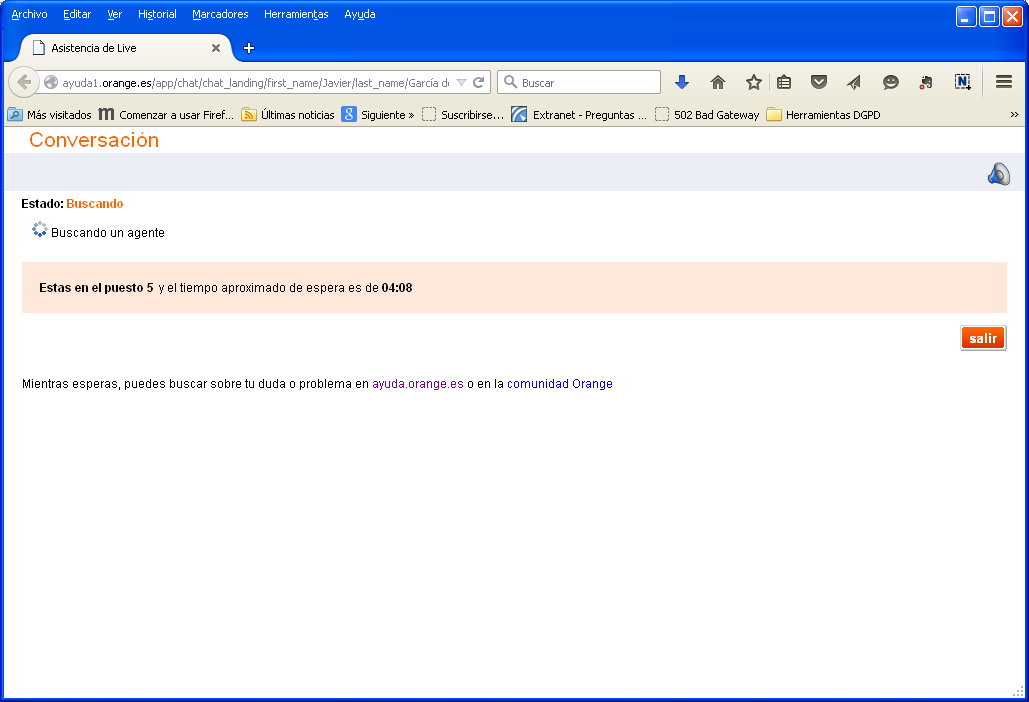 Archivo Editar Ver Historial Marcadores Herramientas Ayuda
Asistencia de Live
ayuda1.orange.es/app/chat/chat_landing/first_name/Javier/last_name/García de
Buscar
Más visitados Comenzar a usar Firef... Últimas noticias Siguiente » Suscribirse... Extranet - Preguntas ... 502 Bad Gateway Herramientas DGPD »
Conversación
Estado: Buscando
Buscando un agente
Estas en el puesto 5 y el tiempo aproximado de espera es de 04:08
salir
Mientras esperas, puedes buscar sobre tu duda o problema en ayuda.orange.es o en la comunidad Orange